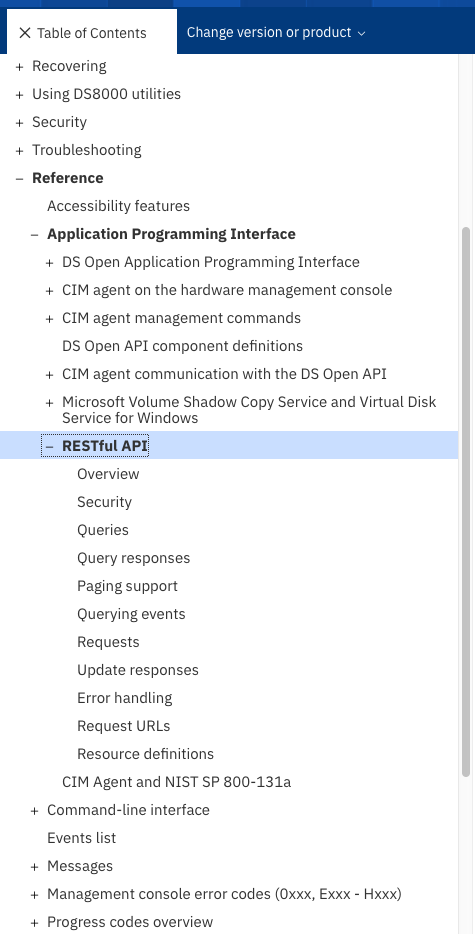 Table of Contents
Change version or product
+ Recovering
+ Using DS8000 utilities
+ Security
+ Troubleshooting
– Reference
Accessibility features
– Application Programming Interface
+ DS Open Application Programming Interface
+ CIM agent on the hardware management console
+ CIM agent management commands
DS Open API component definitions
+ CIM agent communication with the DS Open API
+ Microsoft Volume Shadow Copy Service and Virtual Disk
Service for Windows
– RESTful API
Overview
Security
Queries
Query responses
Paging support
Querying events
Requests
Update responses
Error handling
Request URLs
Resource definitions
CIM Agent and NIST SP 800-131a
+ Command-line interface
Events list
+ Messages
+ Management console error codes (0xxx, Exxx - Hxxx)
+ Progress codes overview